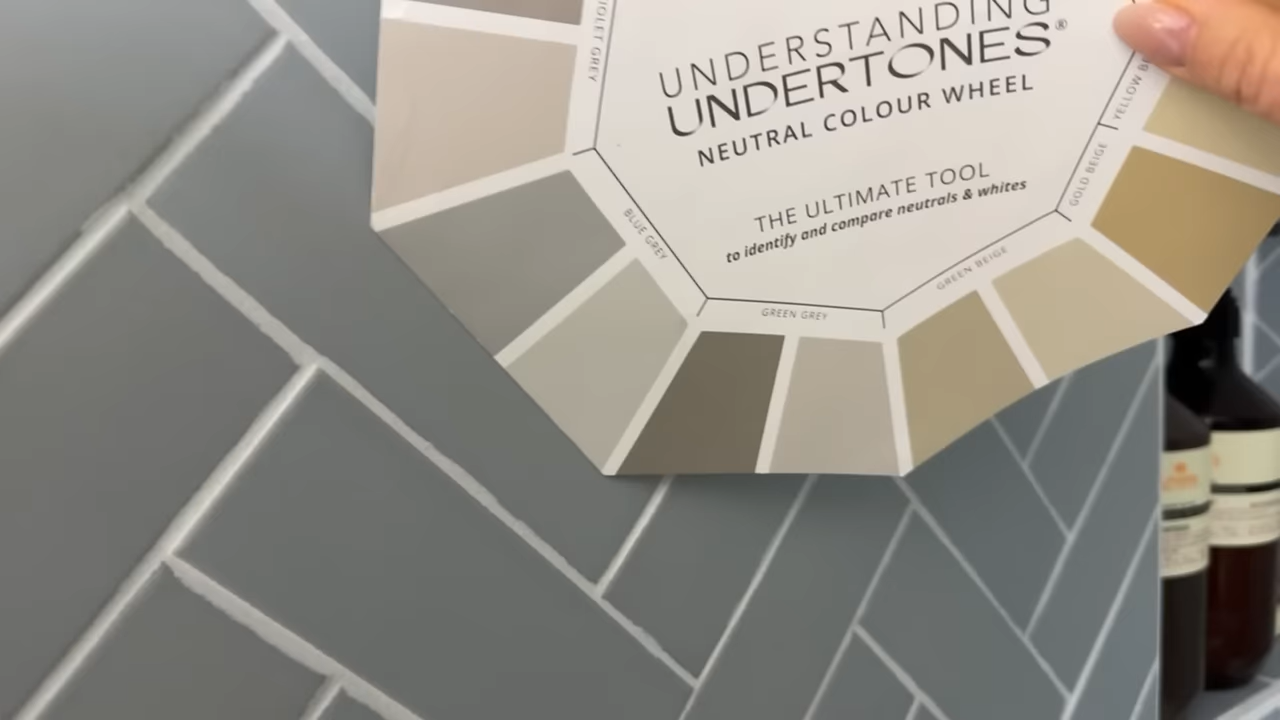 UNDERSTANDING
UNDERTONES®
NEUTRAL COLOUR WHEEL
THE ULTIMATE TOOL
to identify and compare neutrals & whites
VIOLET GREY
BLUE GREY
GREEN GREY
GREEN BEIGE
GOLD BEIGE
YELLOW